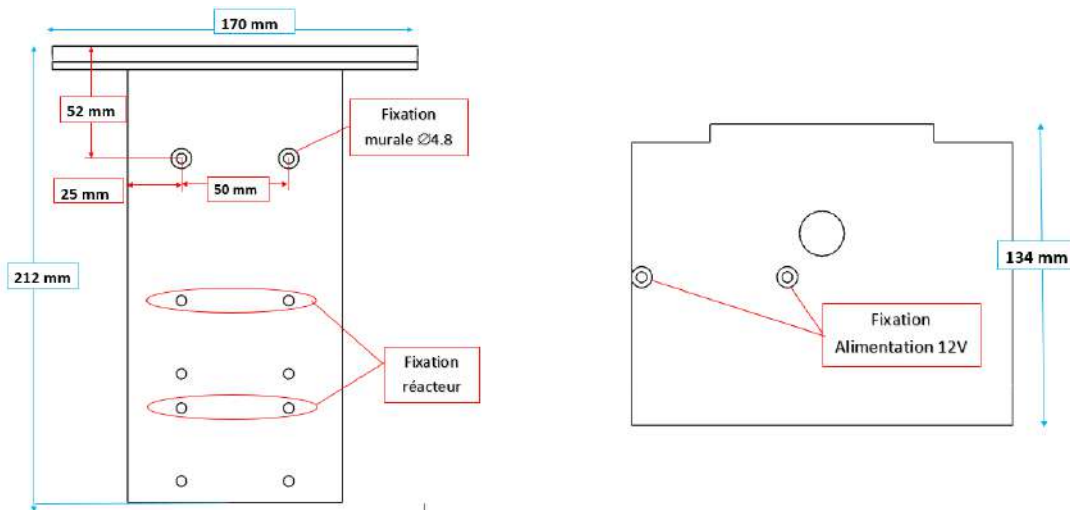 170 mm
52 mm
Fixation
murale ∅4.8
25 mm
50 mm
212 mm
Fixation
réacteur
134 mm
Fixation
Alimentation 12V